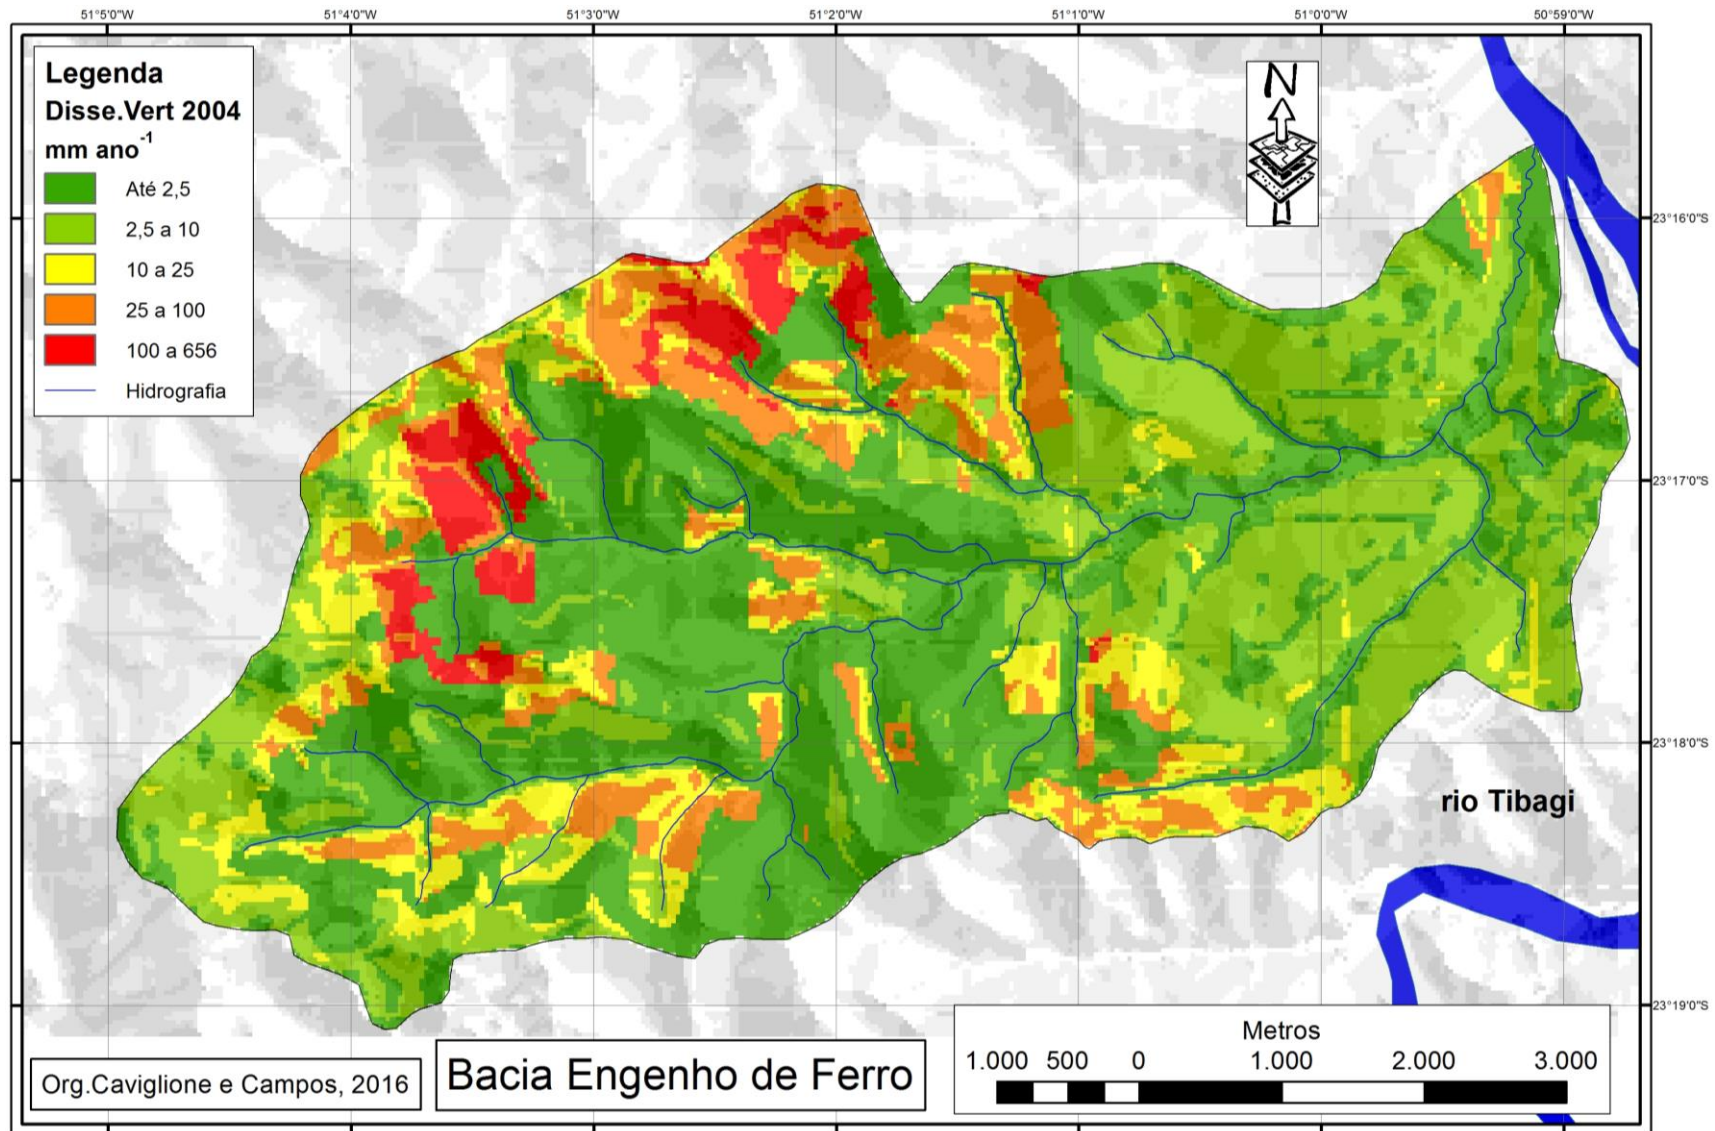 51°5'0"W 51°4'0"W 51°3'0"W 51°2'0"W 51°1'0"W 51°0'0"W 50°59'0"W
Legenda
Disse.Vert 2004
mm ano-1
Até 2,5
2,5 a 10
10 a 25
25 a 100
100 a 656
Hidrografia
N
23°16'0"S
23°17'0"S
23°18'0"S
rio Tibagi
23°19'0"S
Metros
1.000 500 0 1.000 2.000 3.000
Bacia Engenho de Ferro
Org.Caviglione e Campos, 2016